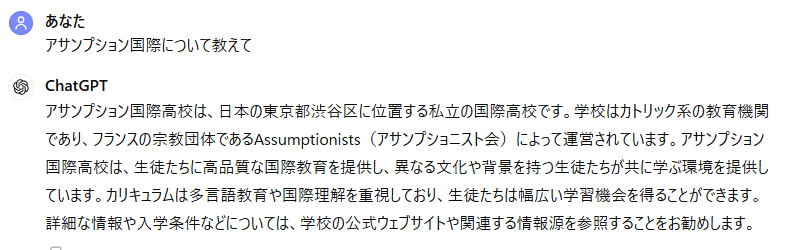 あなた
アサンプション国際について教えて
ChatGPT
アサンプション国際高校は、日本の東京都渋谷区に位置する私立の国際高校です。学校はカトリック系の教育機関
であり、フランスの宗教団体であるAssumptionists（アサンプショニスト会）によって運営されています。アサンプション
国際高校は、生徒たちに高品質な国際教育を提供し、異なる文化や背景を持つ生徒たちが共に学ぶ環境を提供し
ています。カリキュラムは多言語教育や国際理解を重視しており、生徒たちは幅広い学習機会を得ることができます。
詳細な情報や入学条件などについては、学校の公式ウェブサイトや関連する情報源を参照することをお勧めします。